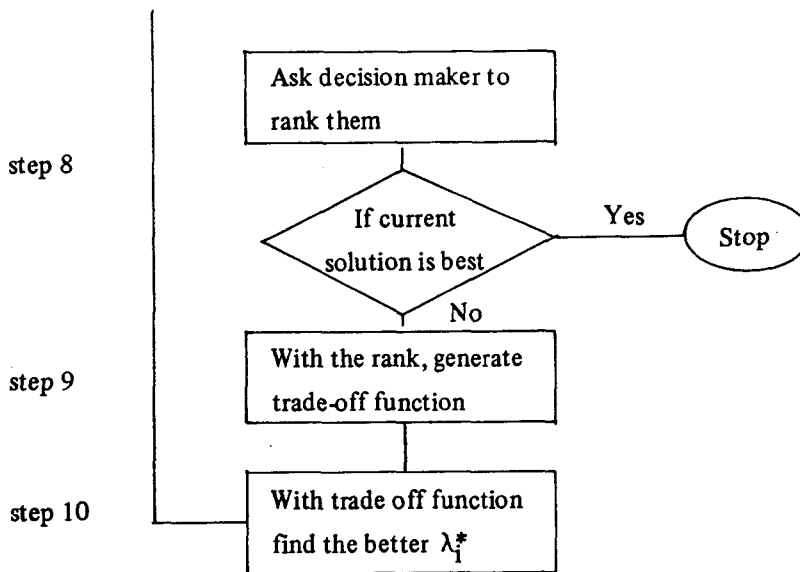 Ask decision maker to
rank them
step 8
If current
solution is best
Yes
Stop
No
step 9
With the rank, generate
trade-off function
step 10
With trade off function
find the better λ*i